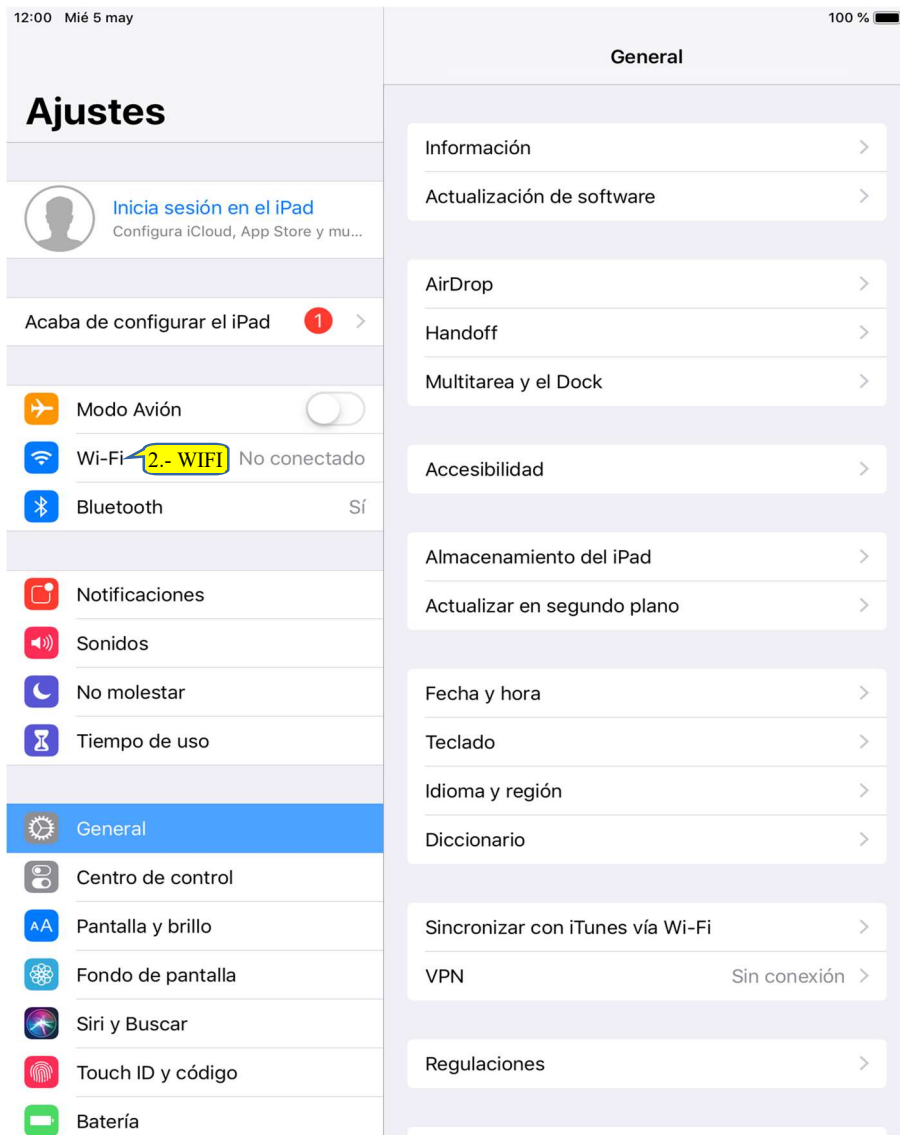 12:00 Mié 5 may
100 %
Ajustes
Inicia sesión en el iPad
Configura iCloud, App Store y mu...
Acaba de configurar el iPad 1
Modo Avión
Wi-Fi 2.- WIFI No conectado
Bluetooth Sí
Notificaciones
Sonidos
No molestar
Tiempo de uso
General
Centro de control
AA Pantalla y brillo
Fondo de pantalla
Siri y Buscar
Touch ID y código
Batería
General
Información
Actualización de software
AirDrop
Handoff
Multitarea y el Dock
Accesibilidad
Almacenamiento del iPad
Actualizar en segundo plano
Fecha y hora
Teclado
Idioma y región
Diccionario
Sincronizar con iTunes vía Wi-Fi
VPN Sin conexión
Regulaciones